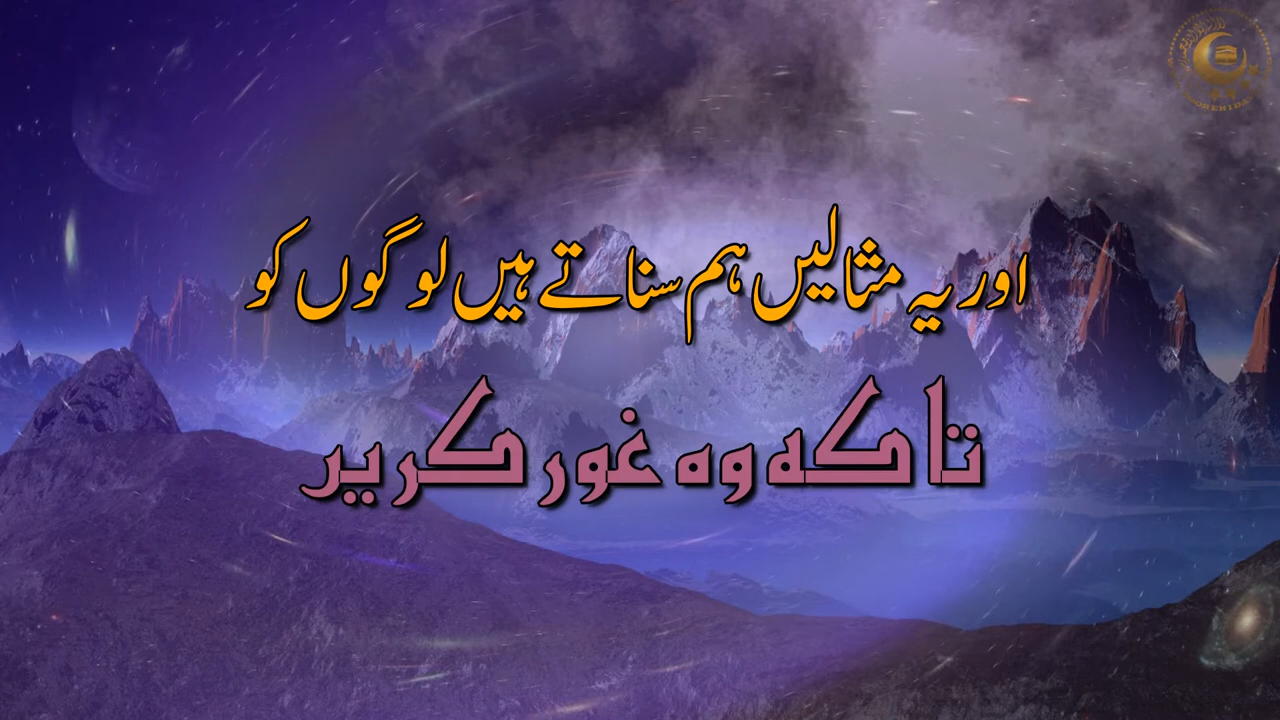 اور یہ مثالیں ہم سناتے ہیں لوگوں کو
تاکہ وہ غور کریں